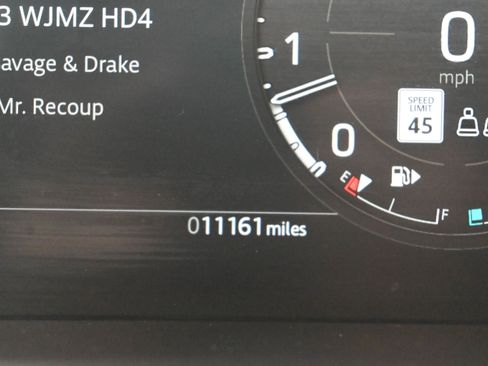 3 WJMZ HD4
avage & Drake
Mr. Recoup
1
0
0
mph
SPEED
LIMIT
45
E
F
011161 miles